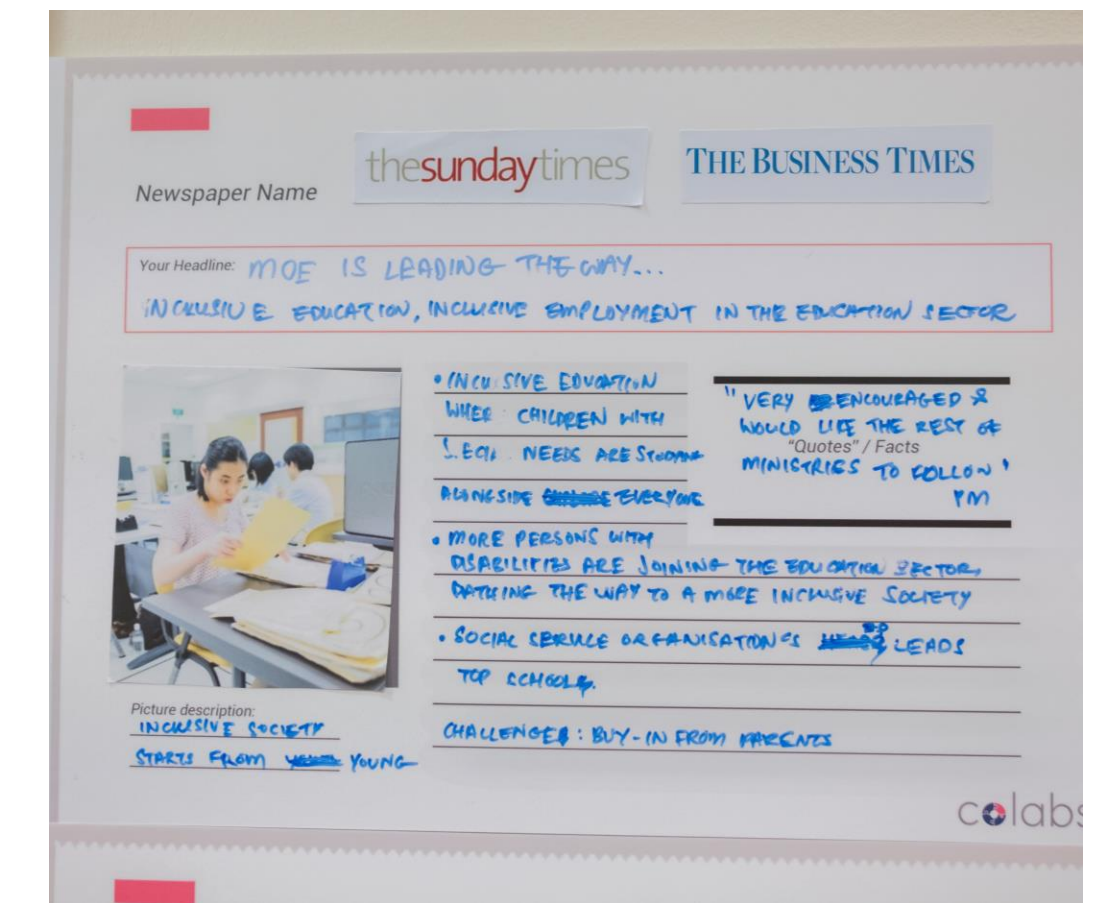 thesundaytimes
THE BUSINESS TIMES
Newspaper Name
Your Headline: MOE IS LEADING THE WAY...
INCLUSIVE EDUCATION, INCLUSIVE EMPLOYMENT IN THE EDUCATION SECTOR
• INCLUSIVE EDUCATION
CHILDREN WITH
NEEDS ARE STUDYING
ALONGSIDE EVERYONE
• MORE PERSONS WITH
DISABILITIES ARE JOINING THE EDUCATION SECTOR,
THE WAY TO A MORE INCLUSIVE SOCIETY
• SOCIAL SERVICE ORGANISATION'S LEADS
TOP SCHOOLS.
CHALLENGES: BUY-IN FROM PARENTS
"VERY ENCOURAGED &
WOULD LIKE THE REST OF
"Quotes" / Facts
MINISTRIES TO FOLLOW"
PM
Picture description:
INCLUSIVE SOCIETY
STARTS FROM YOUNG
colabs